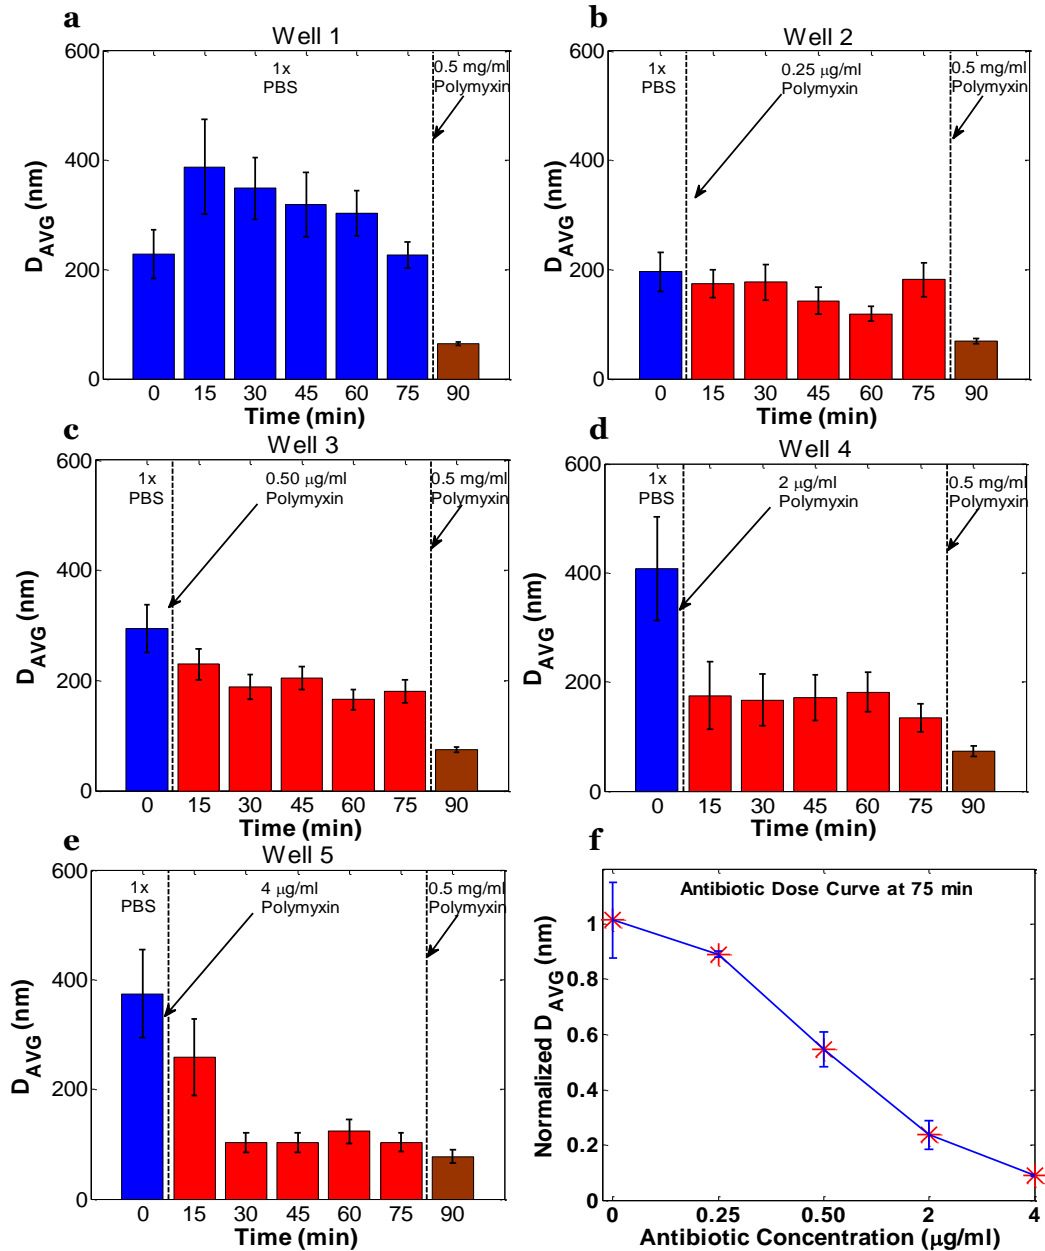 a
Well 1
600
400
200
0
D_AVG (nm)
1x
PBS
0.5 mg/ml
Polymyxin
0 15 30 45 60 75 90
Time (min)
b
Well 2
600
400
200
0
D_AVG (nm)
1x
PBS
0.25 μg/ml
Polymyxin
0.5 mg/ml
Polymyxin
0 15 30 45 60 75 90
Time (min)
c
Well 3
600
400
200
0
D_AVG (nm)
1x
PBS
0.50 μg/ml
Polymyxin
0.5 mg/ml
Polymyxin
0 15 30 45 60 75 90
Time (min)
d
Well 4
600
400
200
0
D_AVG (nm)
1x
PBS
2 μg/ml
Polymyxin
0.5 mg/ml
Polymyxin
0 15 30 45 60 75 90
Time (min)
e
Well 5
600
400
200
0
D_AVG (nm)
1x
PBS
4 μg/ml
Polymyxin
0.5 mg/ml
Polymyxin
0 15 30 45 60 75 90
Time (min)
f
Antibiotic Dose Curve at 75 min
1
0.8
0.6
0.4
0.2
0
Normalized D_AVG (nm)
0 0.25 0.50 2 4
Antibiotic Concentration (μg/ml)